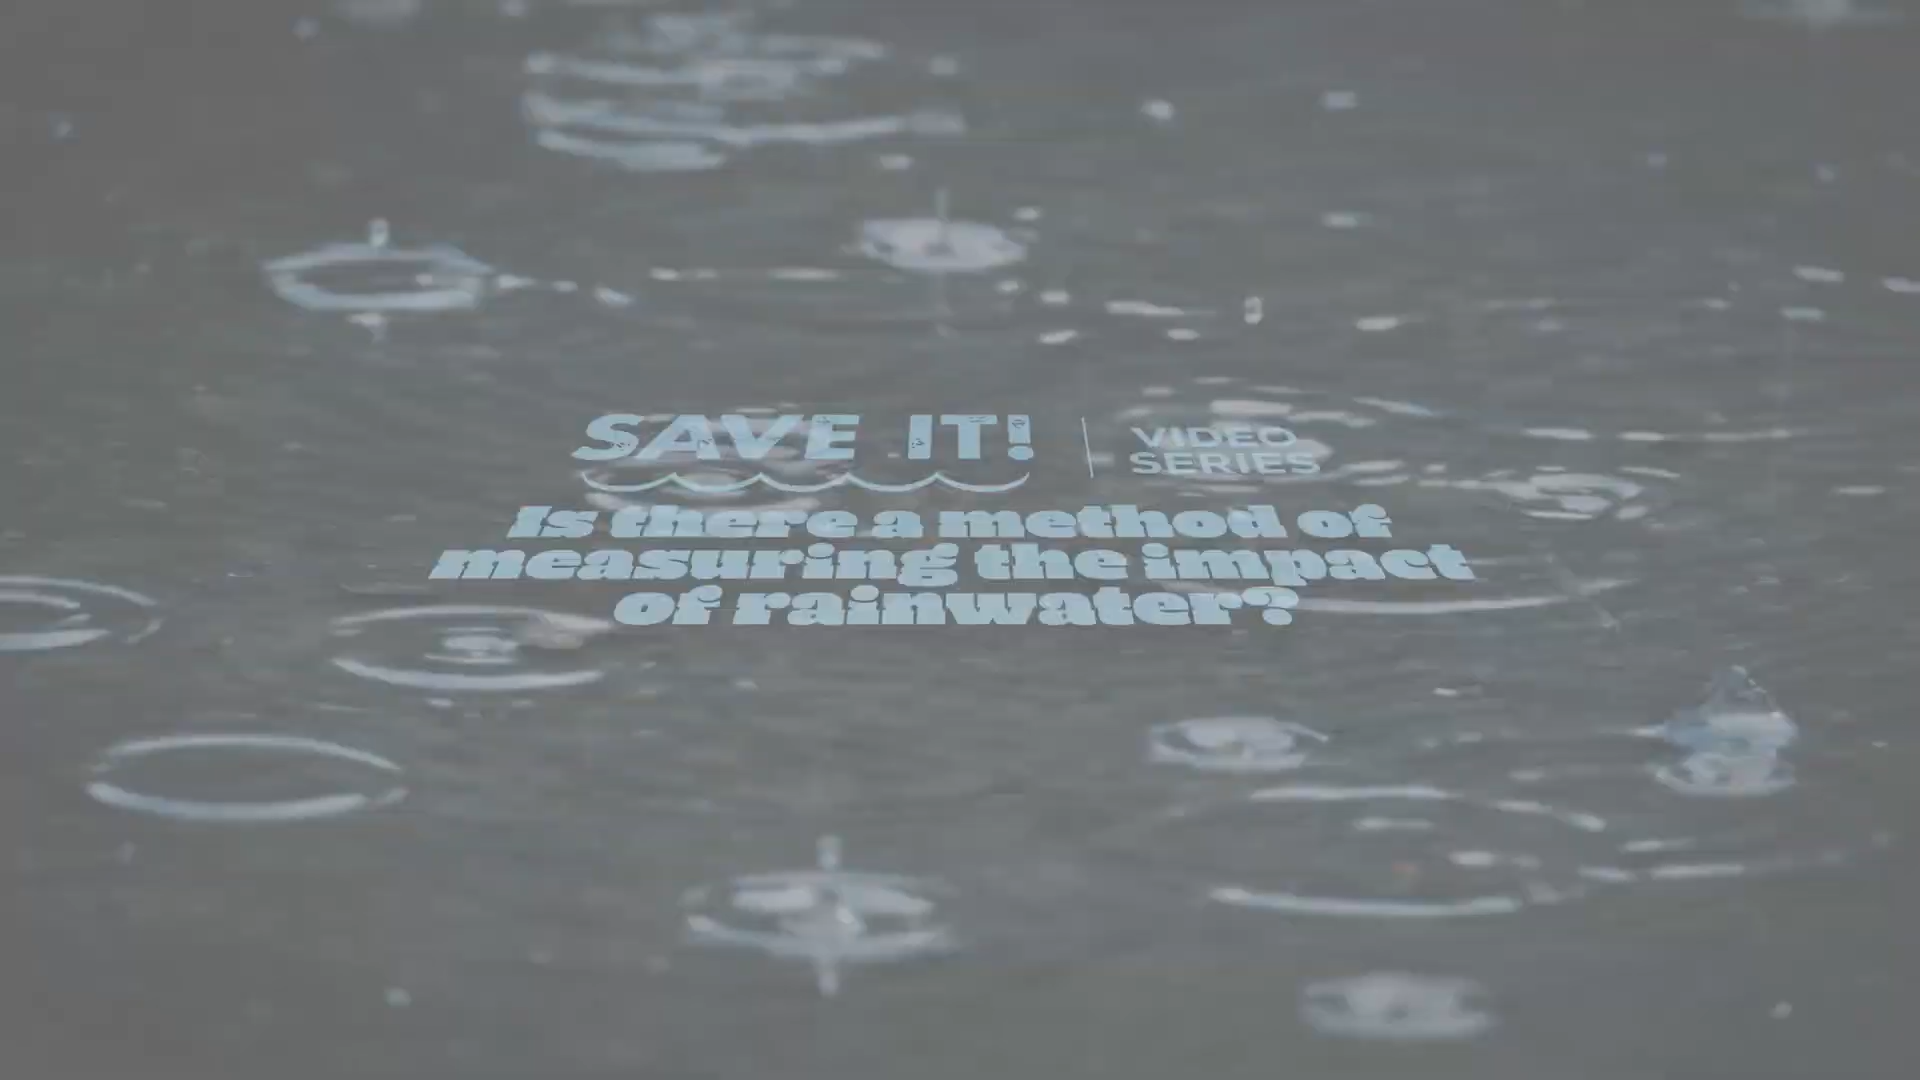 SAVE IT!
VIDEO
SERIES
Is there a method of
measuring the impact
of rainwater?